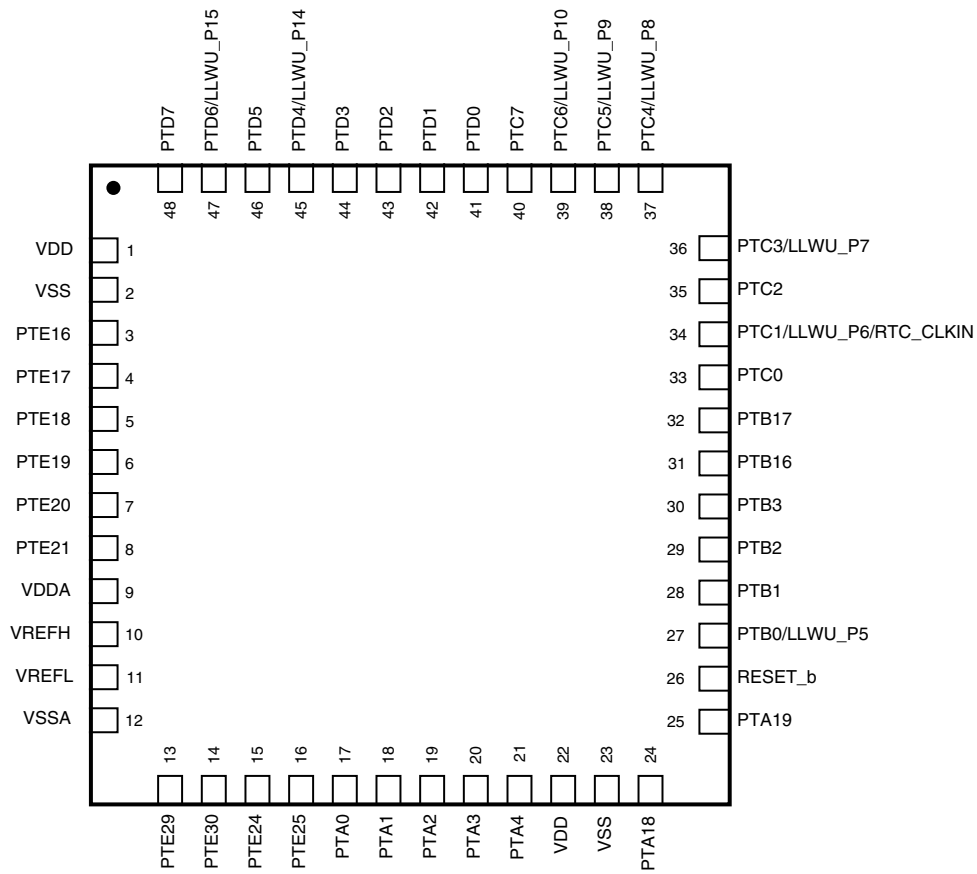 PTD7
PTD6/LLWU_P15
PTD5
PTD4/LLWU_P14
PTD3
PTD2
PTD1
PTD0
PTC7
PTC6/LLWU_P10
PTC5/LLWU_P9
PTC4/LLWU_P8
48
47
46
45
44
43
42
41
40
39
38
37
VDD 1
VSS 2
PTE16 3
PTE17 4
PTE18 5
PTE19 6
PTE20 7
PTE21 8
VDDA 9
VREFH 10
VREFL 11
VSSA 12
36 PTC3/LLWU_P7
35 PTC2
34 PTC1/LLWU_P6/RTC_CLKIN
33 PTC0
32 PTB17
31 PTB16
30 PTB3
29 PTB2
28 PTB1
27 PTB0/LLWU_P5
26 RESET_b
25 PTA19
13
14
15
16
17
18
19
20
21
22
23
24
PTE29
PTE30
PTE24
PTE25
PTA0
PTA1
PTA2
PTA3
PTA4
VDD
VSS
PTA18